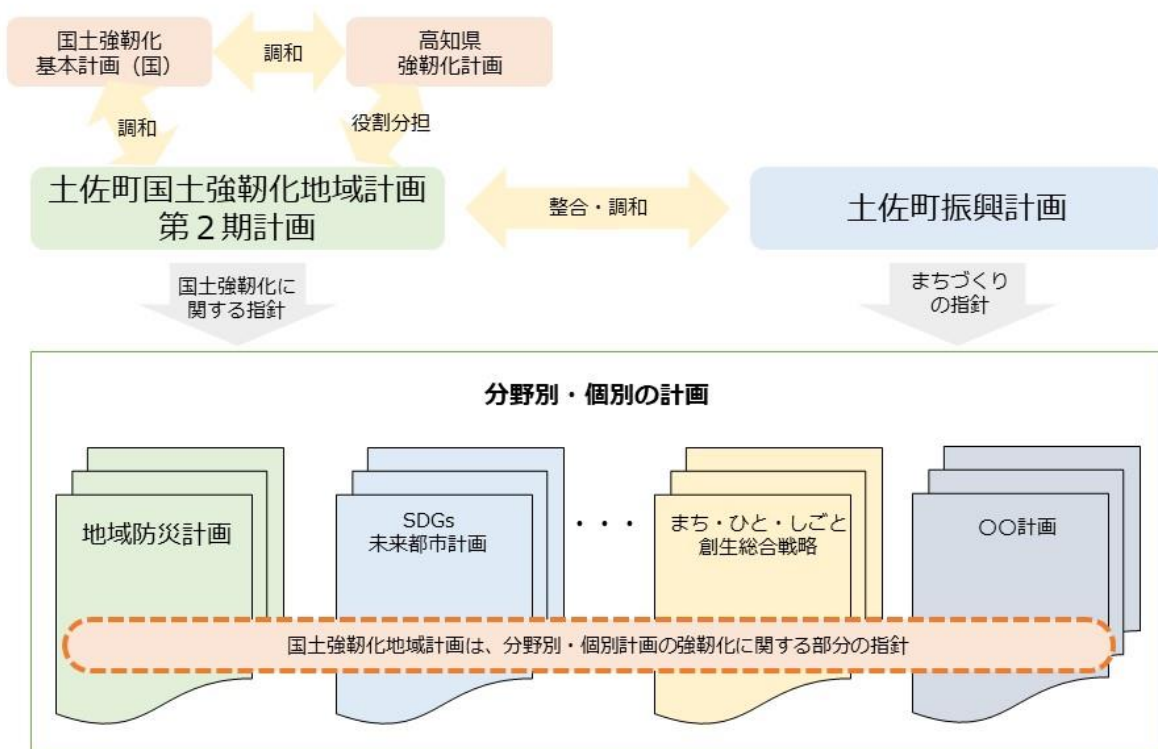 国土強靭化
基本計画（国）
調和
高知県
強靭化計画
調和
役割分担
土佐町国土強靭化地域計画
第２期計画
整合・調和
土佐町振興計画
国土強靭化に
関する指針
まちづくり
の指針
分野別・個別の計画
地域防災計画
SDGs
未来都市計画
・・・
まち・ひと・しごと
創生総合戦略
〇〇計画
国土強靭化地域計画は、分野別・個別計画の強靭化に関する部分の指針